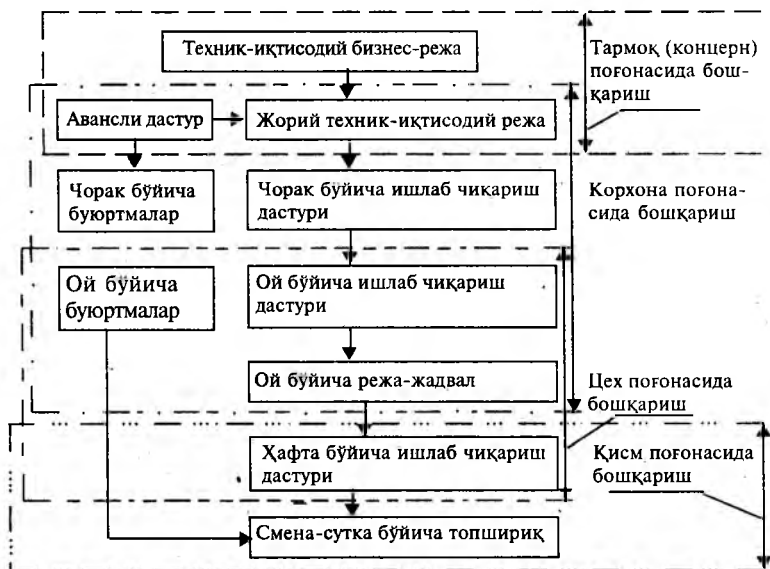 Техник-иқтисодий бизнес-режа
Тармоқ (концерн)
поғонасида бош-
қариш
Авансли дастур
Жорий техник-иқтисодий режа
Чорак бўйича
буюртмалар
Чорак бўйича ишлаб чиқариш
дастури
Корхона поғона-
сида бошқариш
Ой бўйича
буюртмалар
Ой бўйича ишлаб чиқариш
дастури
Ой бўйича режа-жадвал
Цех поғонасида
бошқариш
Ҳафта бўйича ишлаб чиқариш
дастури
Қисм поғонасида
бошқариш
Смена-сутка бўйича топшириқ